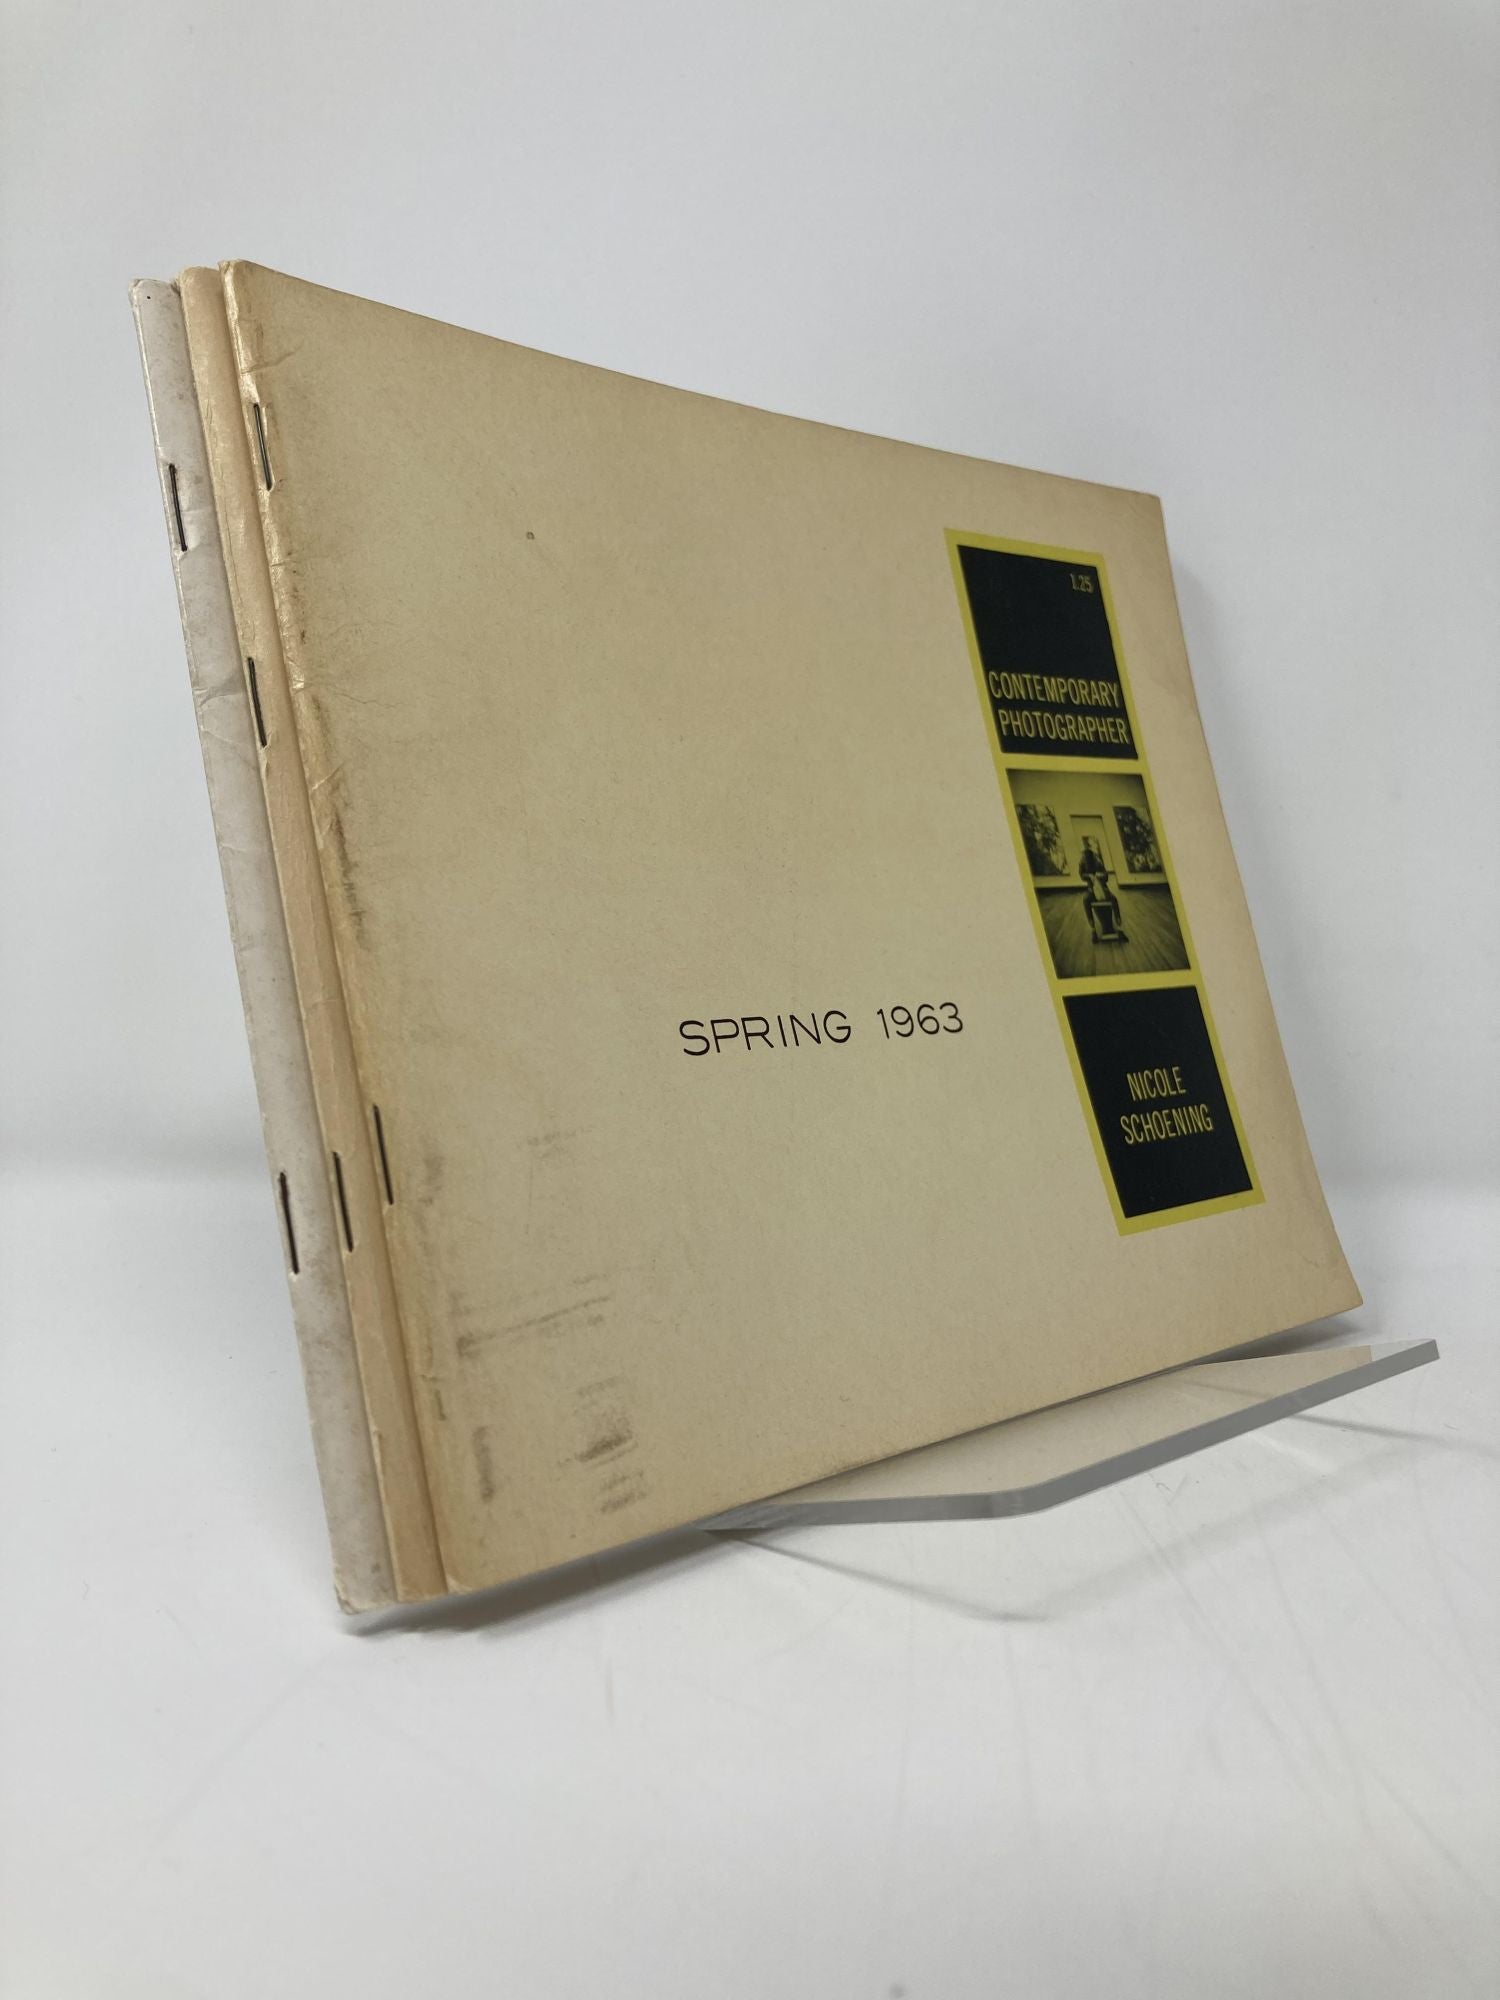 1.25
CONTEMPORARY
PHOTOGRAPHER
SPRING 1963
NICOLE
SCHOENING